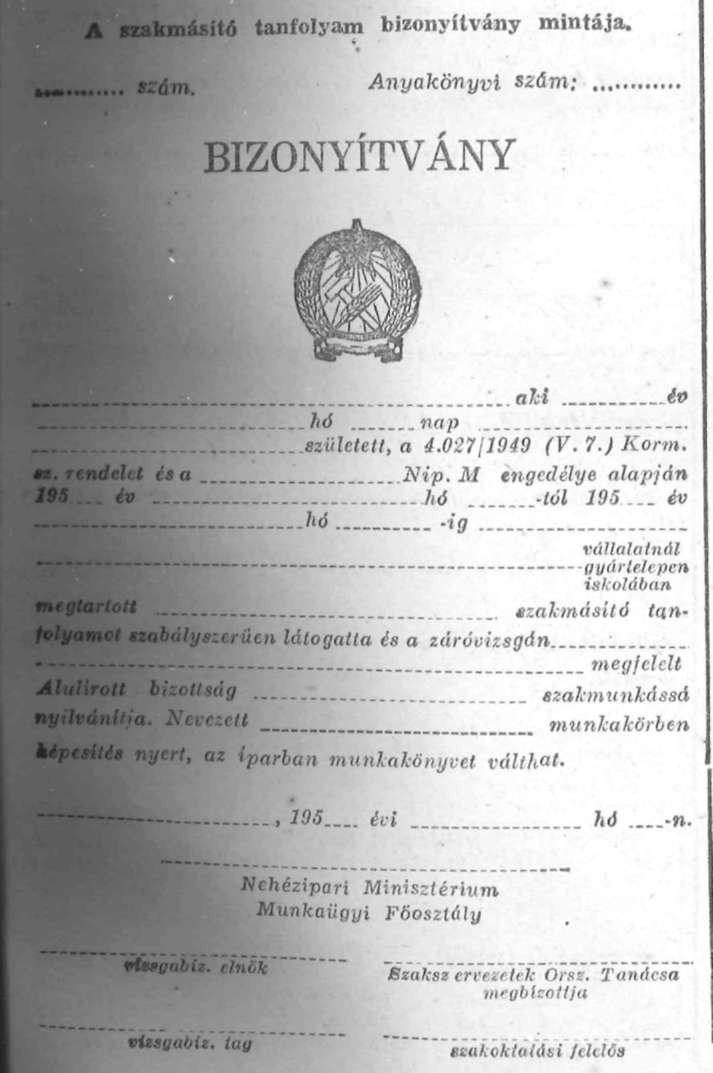 A szakmásító tanfolyam bizonyítvány mintája.
............ szám. Anyakönyvi szám: ............
BIZONYÍTVÁNY
aki ............ év
hó ........ nap
született, a 4.027/1949 (V. 7.) Korm.
sz. rendelet és a ............ Nip. M engedélye alapján
195.... év ............ hó ........-tól 195.... év
hó ............ -ig
vállalatnál
gyártelepen
iskolában
megtartott ............ szakmásító tan-
folyamot szabályszerűen látogatta és a záróvizsgán
megfelelt
Alulírott bizottság ............ szakmunkássá
nyilvánítja. Nevezett ............ munkakörben
képesítés nyert, az iparban munkakönyvet válthat.
............, 195.... évi ............ hó ....-n.
Nehézipari Minisztérium
Munkaügyi Főosztály
vizsgabiz. elnök
Szakszervezetek Orsz. Tanácsa
megbizottja
vizsgabiz. tag
szakoktatási felelős